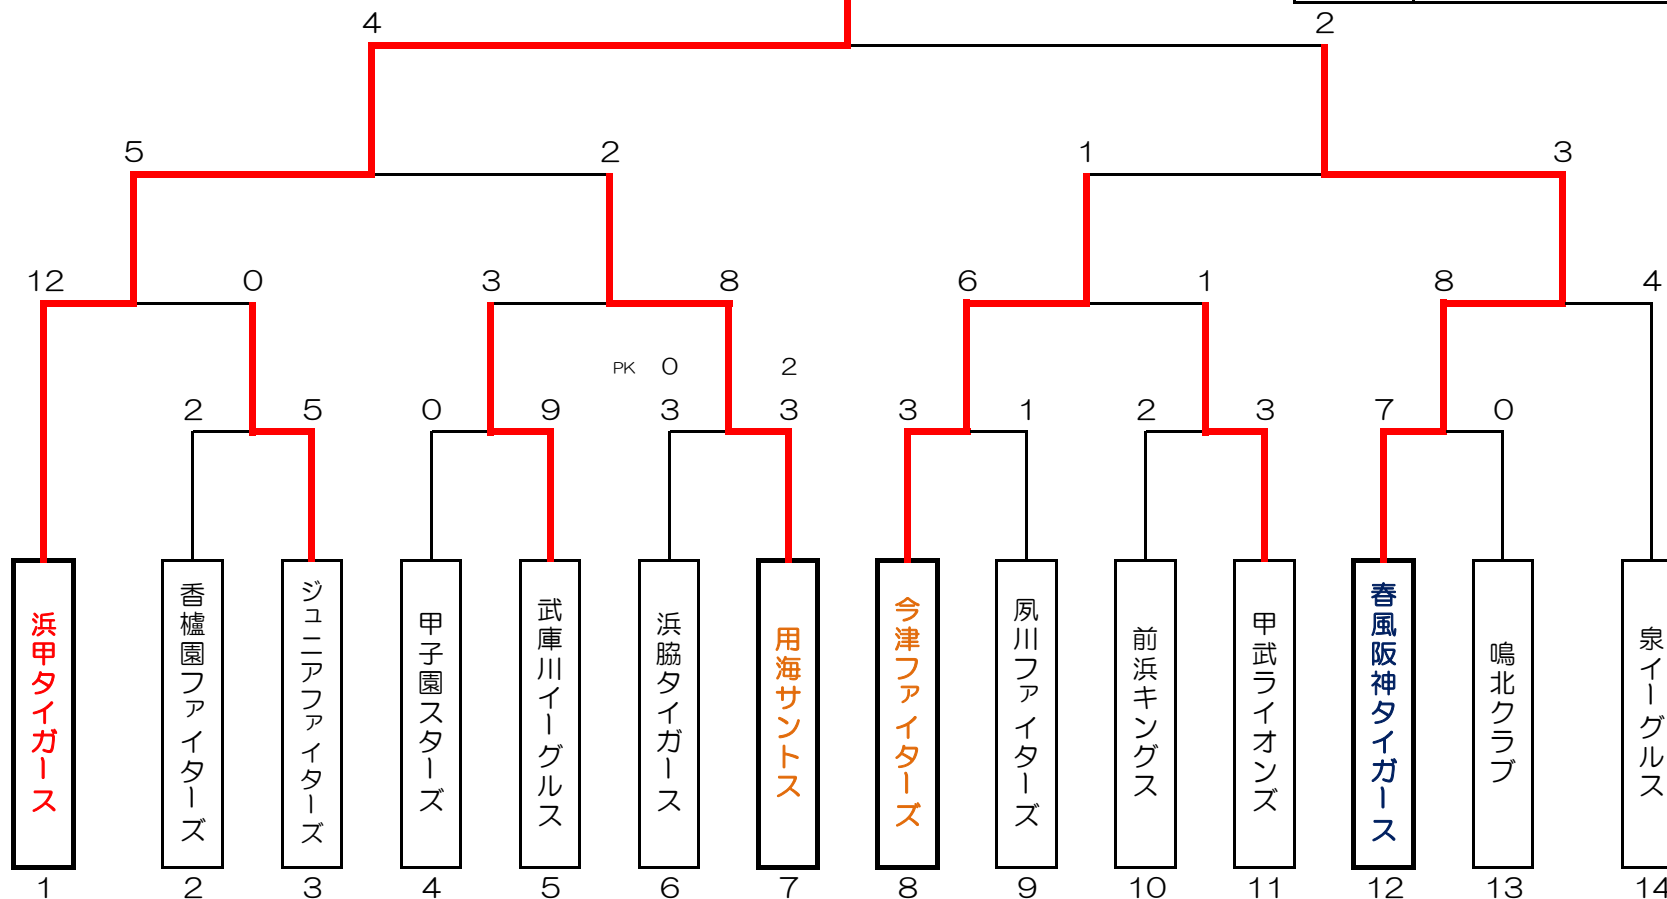 4 2
5 2 1 3
12 0 3 8 6 1 8 4
PK 0 2
2 5 0 9 3 3 3 1 2 3 7 0
浜甲タイガース
香櫨園ファイターズ
ジュニアファイターズ
甲子園スターズ
武庫川イーグルス
浜脇タイガース
用海サントス
今津ファイターズ
夙川ファイターズ
前浜キングス
甲武ライオンズ
春風阪神タイガース
鳴北クラブ
泉イーグルス
1 2 3 4 5 6 7 8 9 10 11 12 13 14